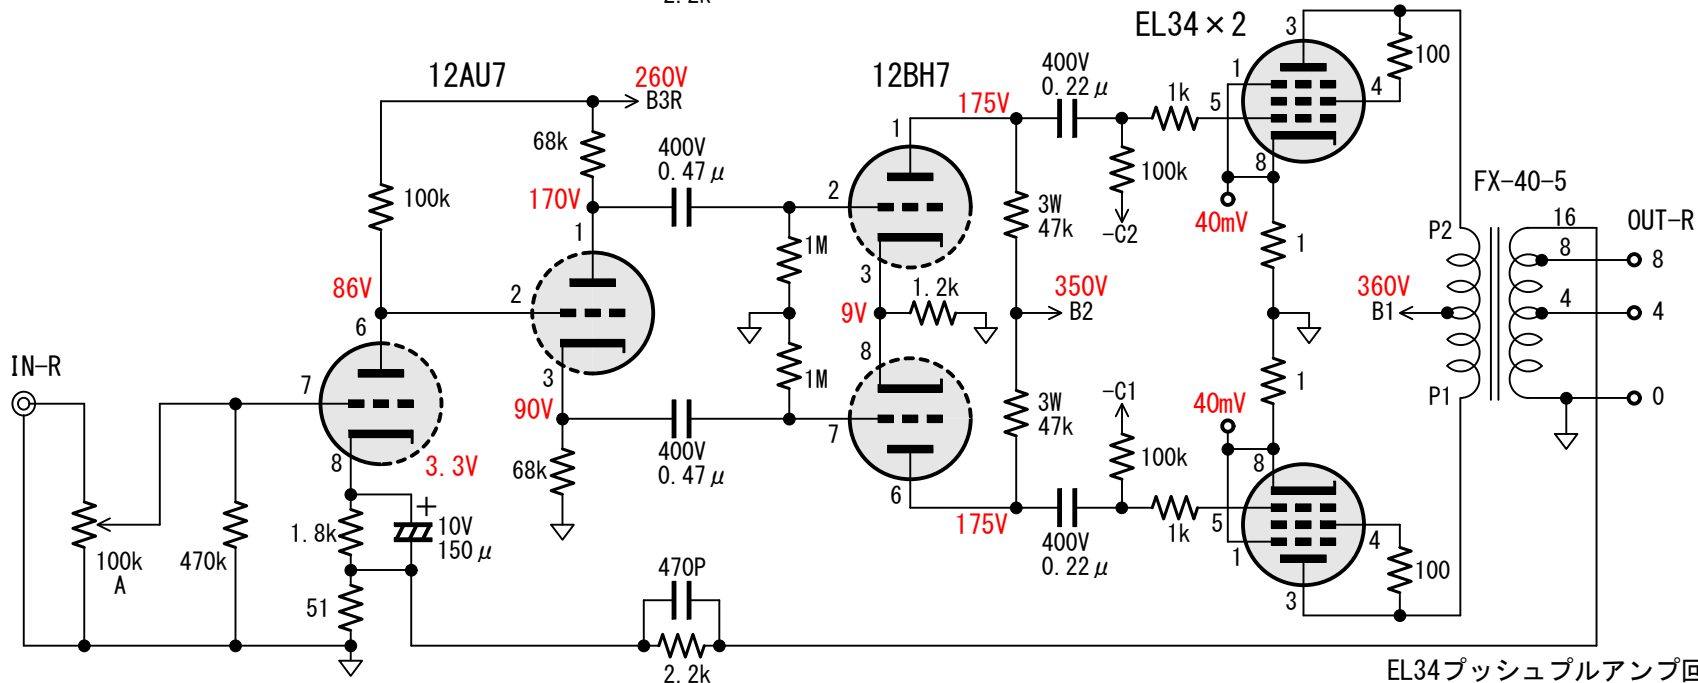 2.2k
EL34×2
3
100
12AU7
260V
B3R
12BH7
400V
0.22μ
1k
1
5
4
175V
1
68k
400V
0.47μ
100k
8
FX-40-5
100k
170V
2
3W
47k
-C2
40mV
16
OUT-R
1
1M
P2
8
8
1
3
1.2k
86V
2
9V
350V
B2
360V
B1
4
4
6
8
1M
IN-R
7
3
-C1
1
90V
3W
47k
40mV
P1
0
7
400V
0.47μ
8
3.3V
68k
100k
8
6
1.8k
+
10V
150μ
175V
1k
5
4
100k
A
470k
400V
0.22μ
1
100
470P
51
3
2.2k
EL34プッシュプルアンプ回